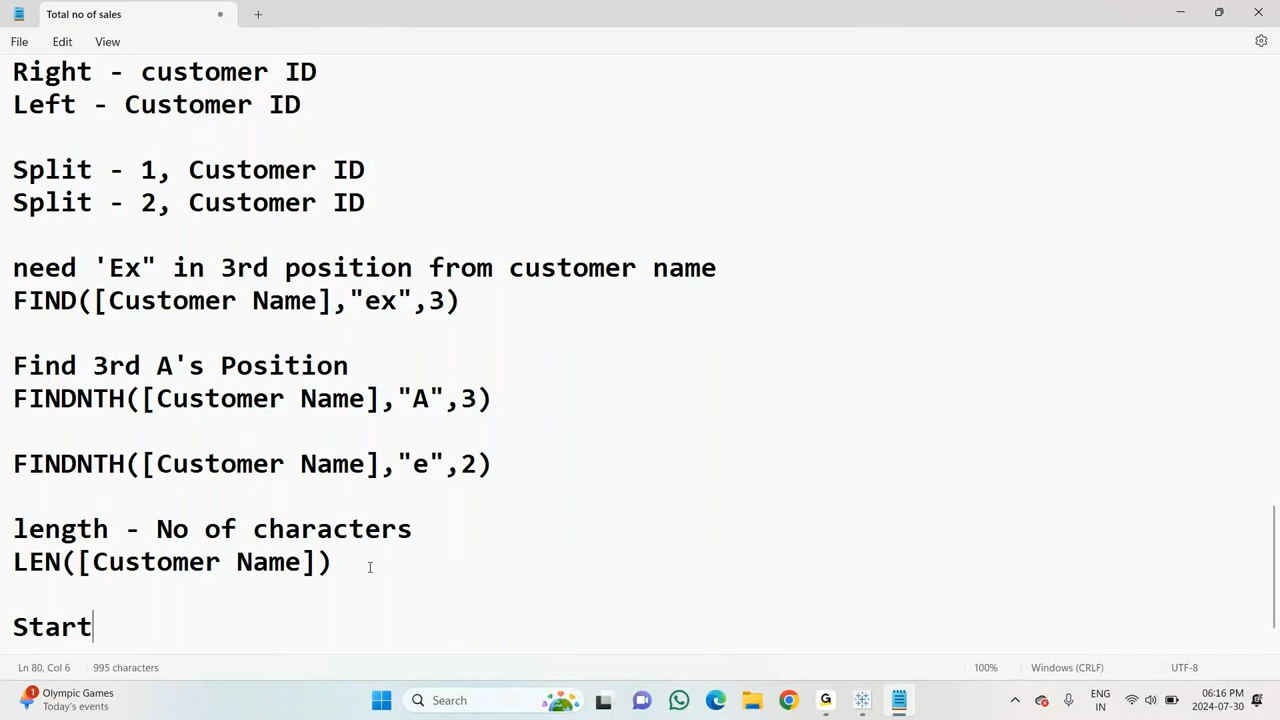 Total no of sales
File Edit View
Right - customer ID
Left - Customer ID
Split - 1, Customer ID
Split - 2, Customer ID
need 'Ex" in 3rd position from customer name
FIND([Customer Name],"ex",3)
Find 3rd A's Position
FINDNTH([Customer Name],"A",3)
FINDNTH([Customer Name],"e",2)
length - No of characters
LEN([Customer Name])
Start
Ln 80, Col 6 995 characters 100% Windows (CRLF) UTF-8
1 Olympic Games
Today's events
Search
ENG
IN
06:18 PM
2024-07-30